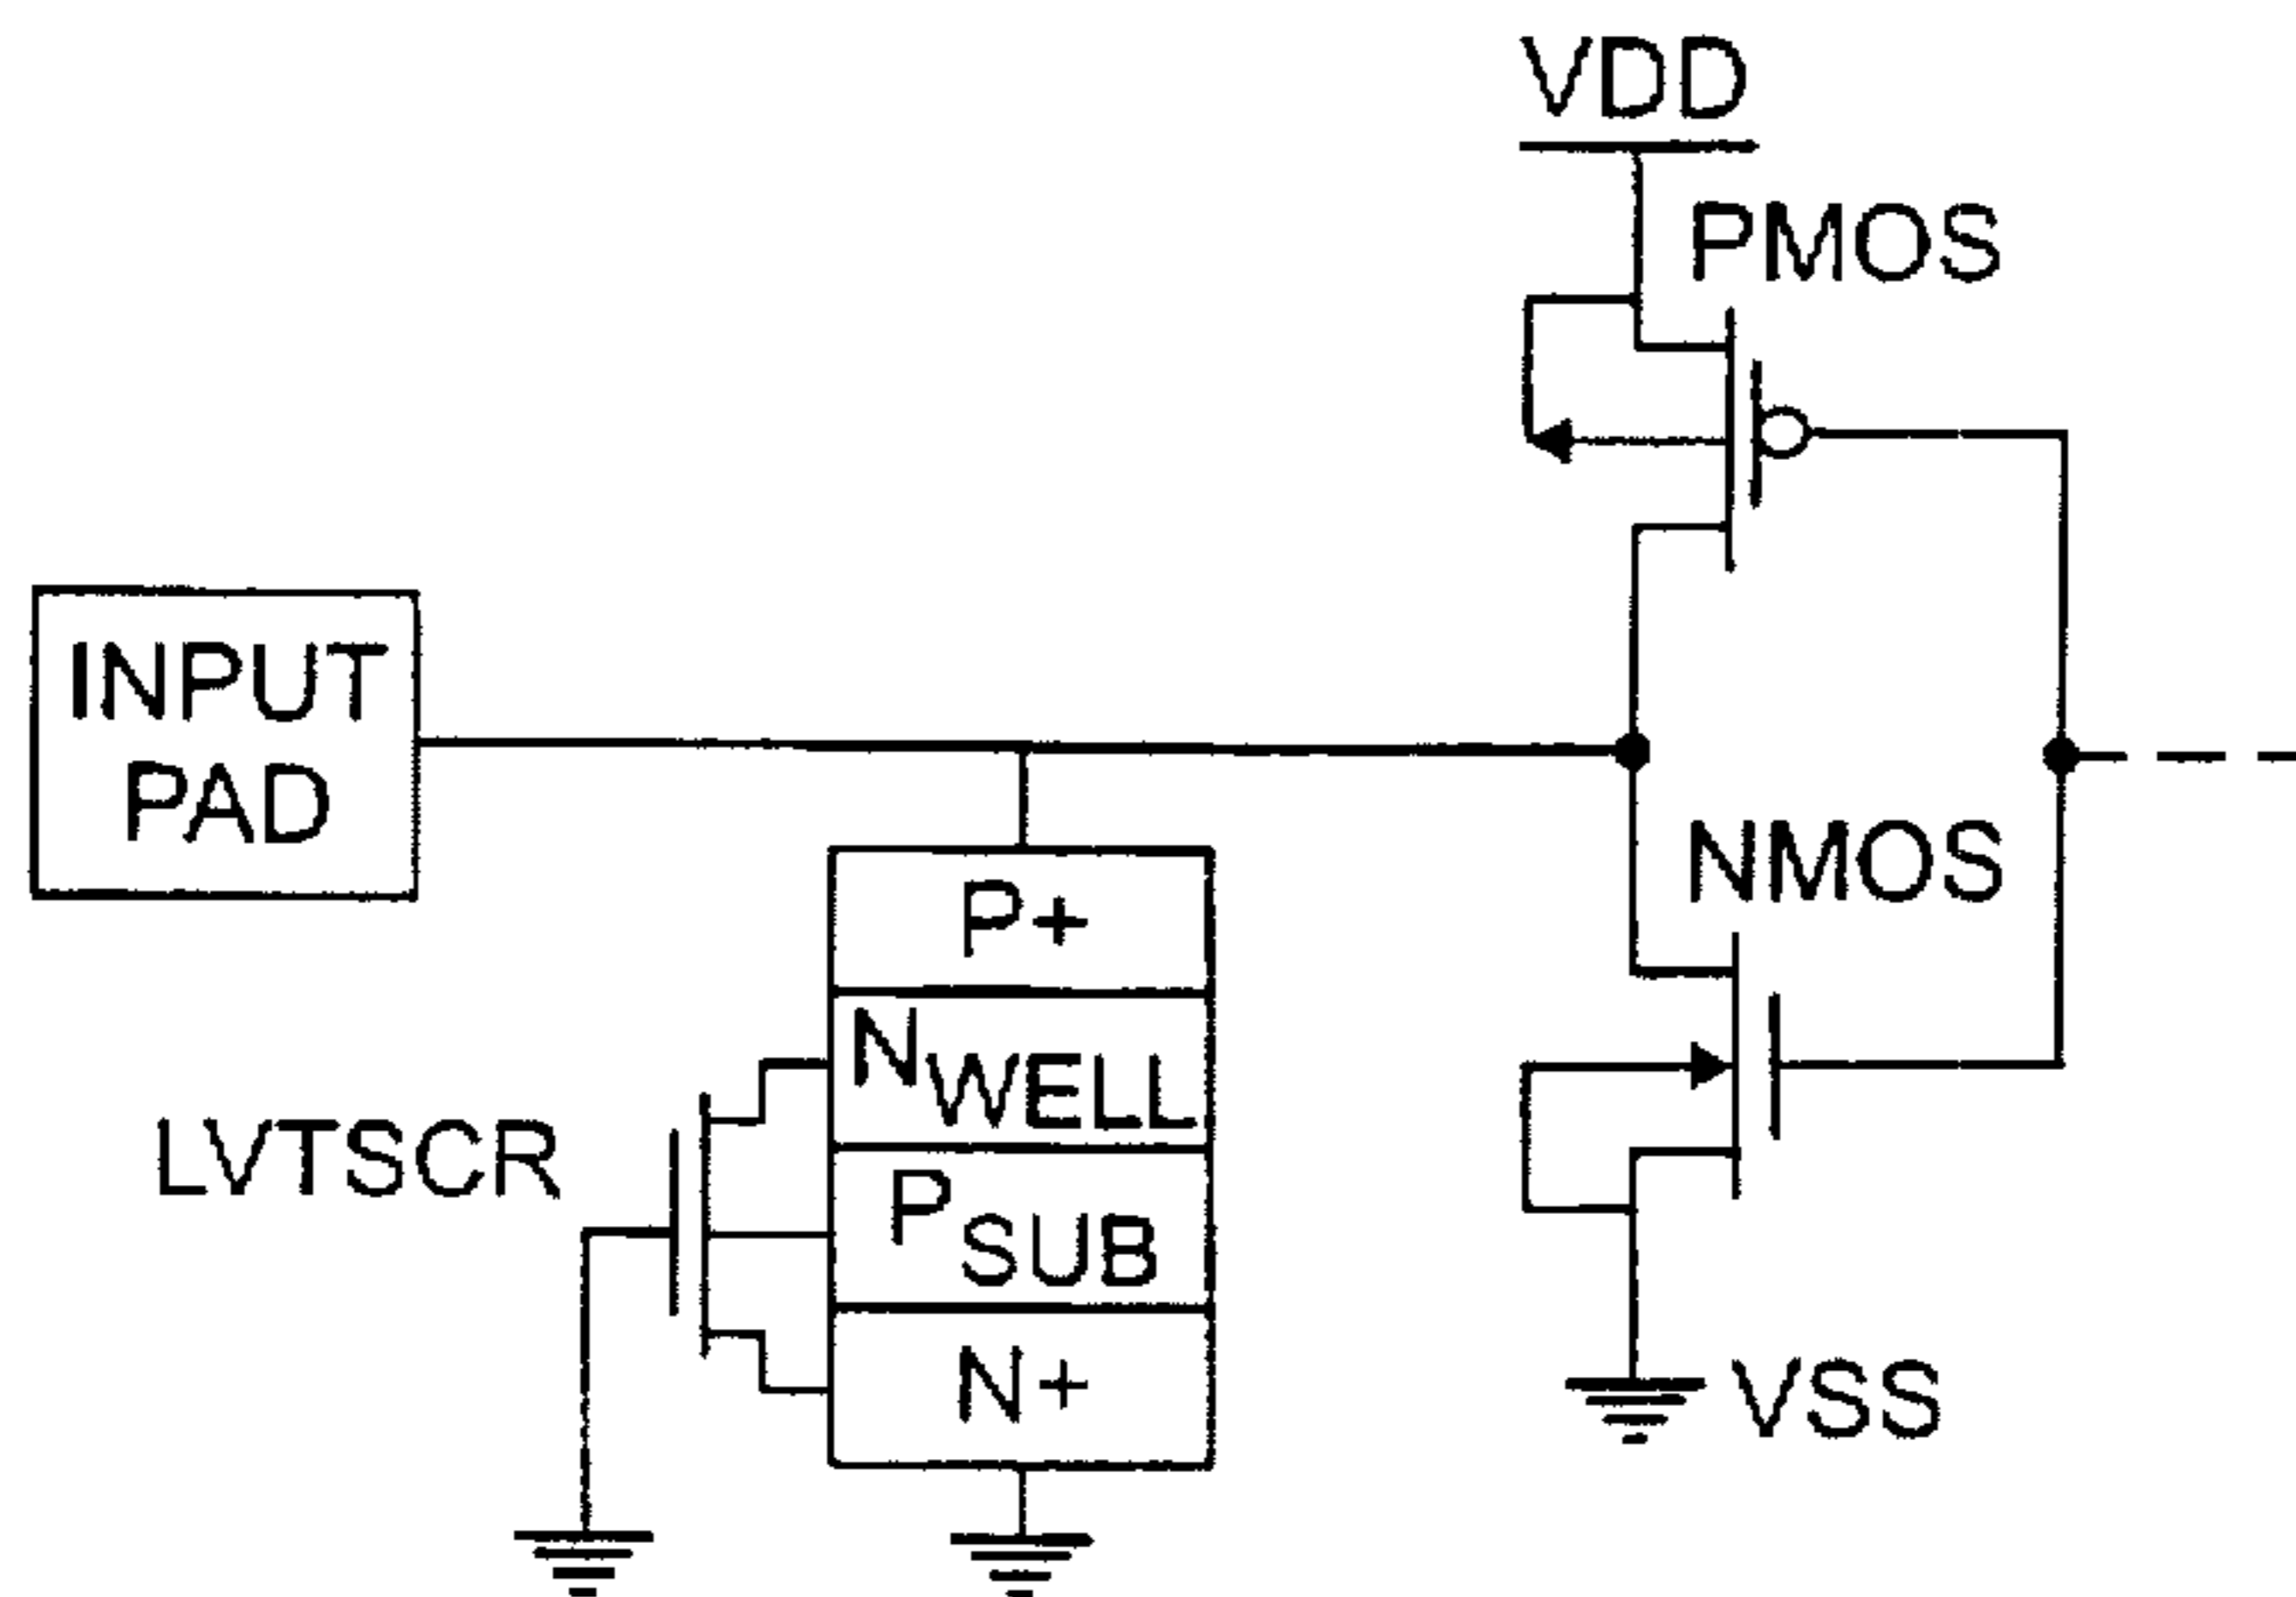 VDD
PMOS
INPUT
PAD
NMOS
P+
NWELL
LVTSCR
PSUB
N+
VSS